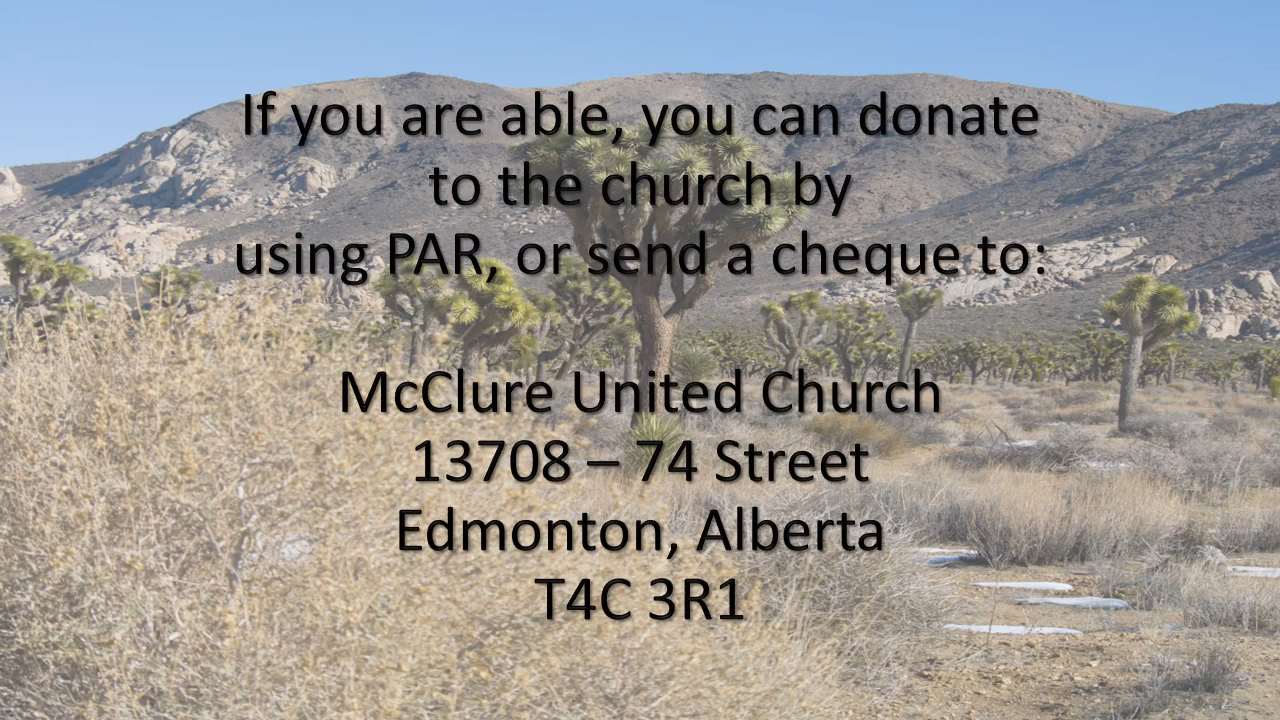 If you are able, you can donate
to the church by
using PAR, or send a cheque to:
McClure United Church
13708 – 74 Street
Edmonton, Alberta
T4C 3R1